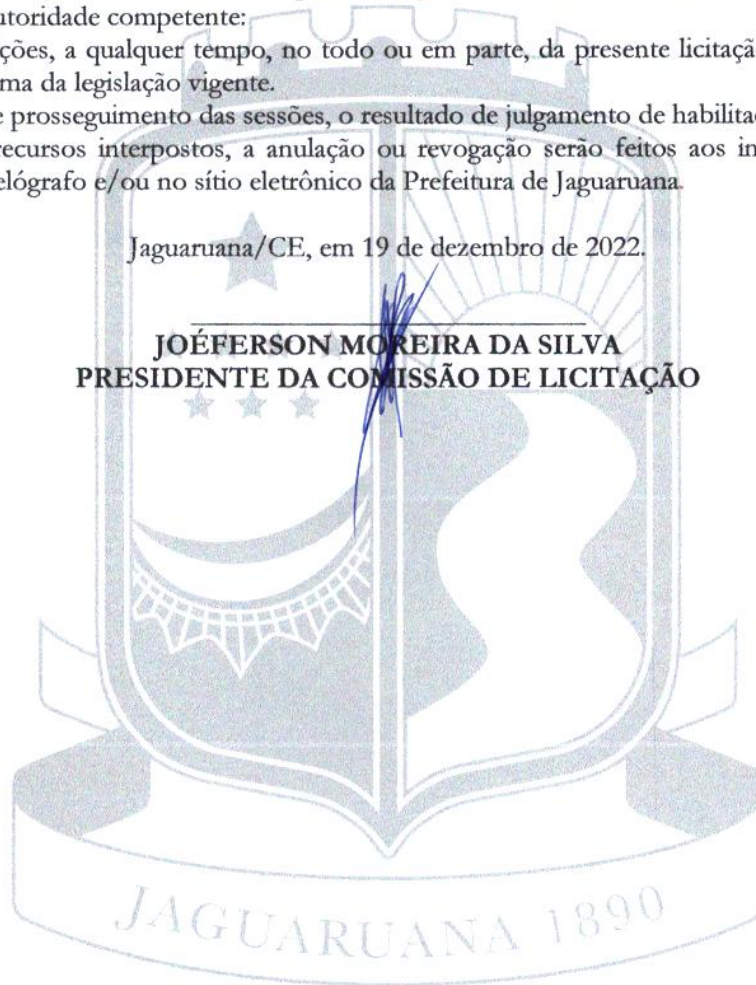 utoridade competente:
ções, a qualquer tempo, no todo ou em parte, da presente licitaçã
ma da legislação vigente.
e prosseguimento das sessões, o resultado de julgamento de habilitaç
recursos interpostos, a anulação ou revogação serão feitos aos in
elógrafo e/ou no sítio eletrônico da Prefeitura de Jaguaruana.
Jaguaruana/CE, em 19 de dezembro de 2022.
JOÉFERSON MOREIRA DA SILVA
PRESIDENTE DA COMISSÃO DE LICITAÇÃO
JAGUARUANA 1890